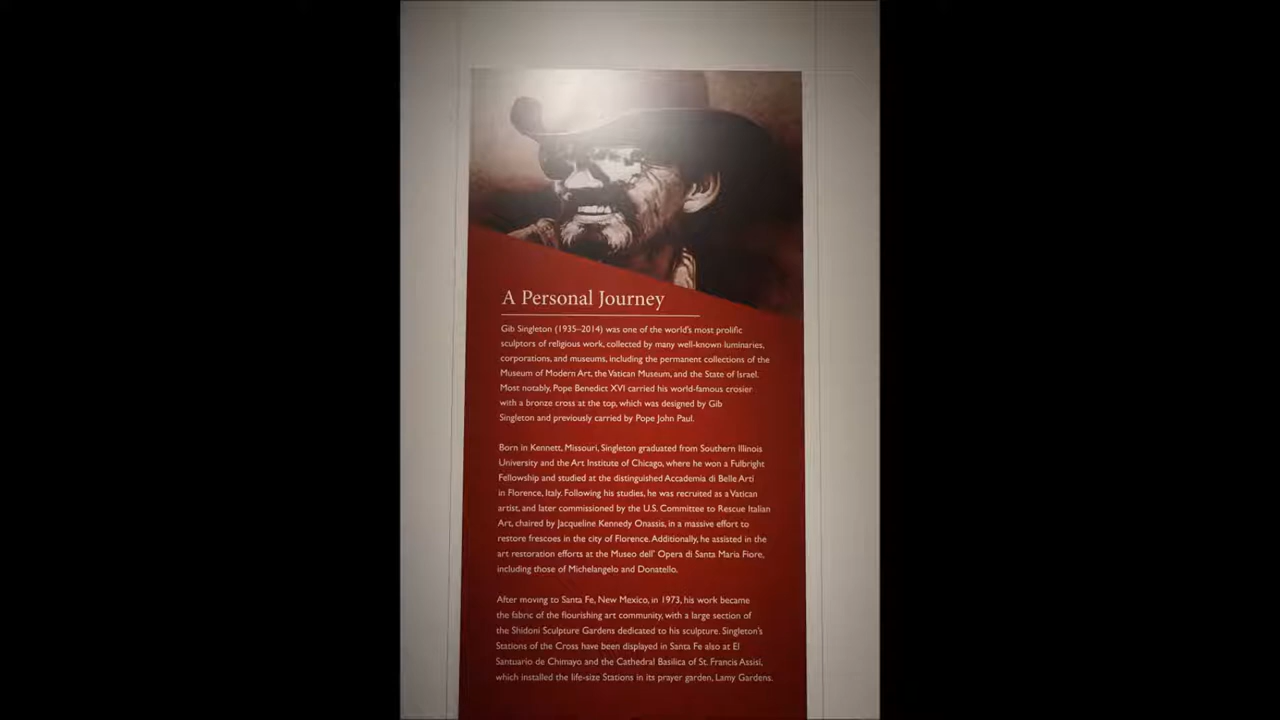 A Personal Journey
Gib Singleton (1935–2014) was one of the world's most prolific
sculptors of religious work, collected by many well-known luminaries,
corporations, and museums, including the permanent collections of the
Museum of Modern Art, the Vatican Museum, and the State of Israel.
Most notably, Pope Benedict XVI carried his world-famous crosier
with a bronze cross at the top, which was designed by Gib
Singleton and previously carried by Pope John Paul.
Born in Kennett, Missouri, Singleton graduated from Southern Illinois
University and the Art Institute of Chicago, where he won a Fulbright
Fellowship and studied at the distinguished Accademia di Belle Arti
in Florence, Italy. Following his studies, he was recruited as a Vatican
artist, and later commissioned by the U.S. Committee to Rescue Italian
Art, chaired by Jacqueline Kennedy Onassis, in a massive effort to
restore frescoes in the city of Florence. Additionally, he assisted in the
art restoration efforts at the Museo dell' Opera di Santa Maria Fiore,
including those of Michelangelo and Donatello.
After moving to Santa Fe, New Mexico, in 1973, his work became
the fabric of the flourishing art community, with a large section of
the Shidoni Sculpture Gardens dedicated to his sculpture. Singleton's
Stations of the Cross have been displayed in Santa Fe also at El
Santuario de Chimayo and the Cathedral Basilica of St. Francis Assisi,
which installed the life-size Stations in its prayer garden, Lamy Gardens.